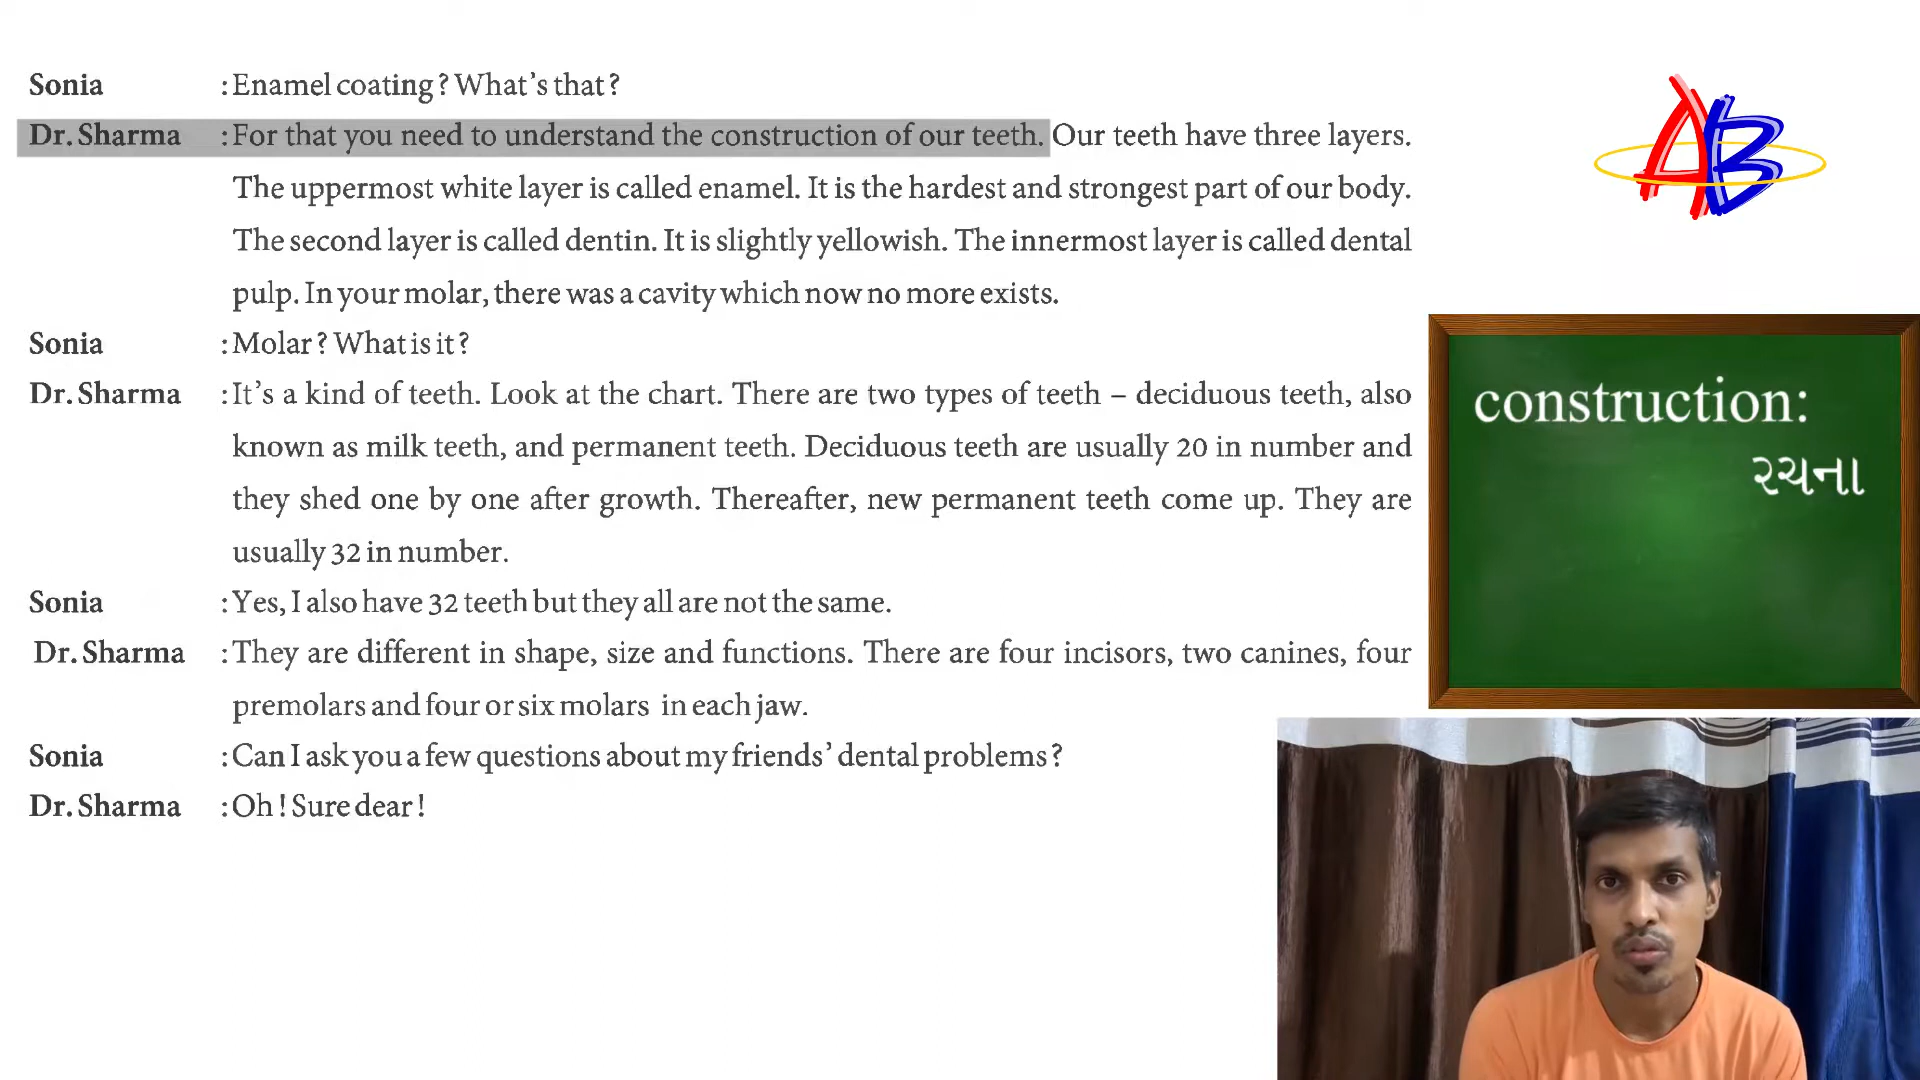 Sonia : Enamel coating? What's that?
Dr. Sharma : For that you need to understand the construction of our teeth. Our teeth have three layers.
The uppermost white layer is called enamel. It is the hardest and strongest part of our body.
The second layer is called dentin. It is slightly yellowish. The innermost layer is called dental
pulp. In your molar, there was a cavity which now no more exists.
Sonia : Molar? What is it?
Dr. Sharma : It's a kind of teeth. Look at the chart. There are two types of teeth – deciduous teeth, also
known as milk teeth, and permanent teeth. Deciduous teeth are usually 20 in number and
they shed one by one after growth. Thereafter, new permanent teeth come up. They are
usually 32 in number.
Sonia : Yes, I also have 32 teeth but they all are not the same.
Dr. Sharma : They are different in shape, size and functions. There are four incisors, two canines, four
premolars and four or six molars in each jaw.
Sonia : Can I ask you a few questions about my friends' dental problems?
Dr. Sharma : Oh! Sure dear!
AB
construction:
રચના